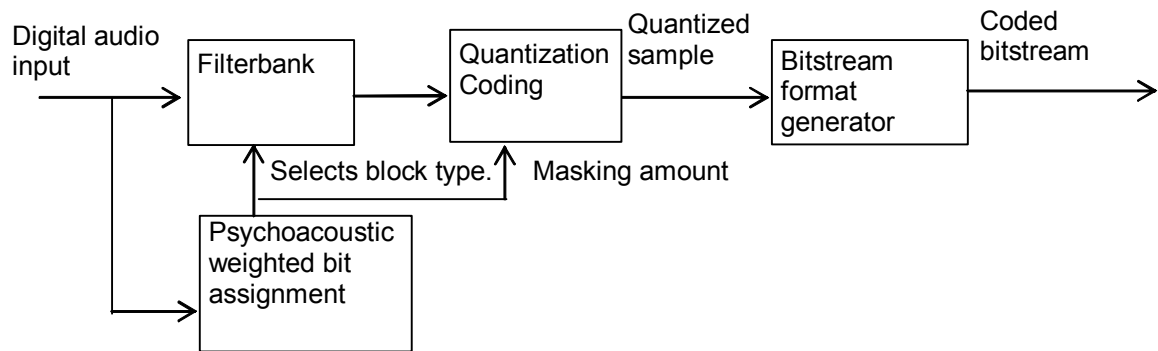 Digital audio
input
Filterbank
Quantization
Coding
Quantized
sample
Bitstream
format
generator
Coded
bitstream
Selects block type.
Masking amount
Psychoacoustic
weighted bit
assignment